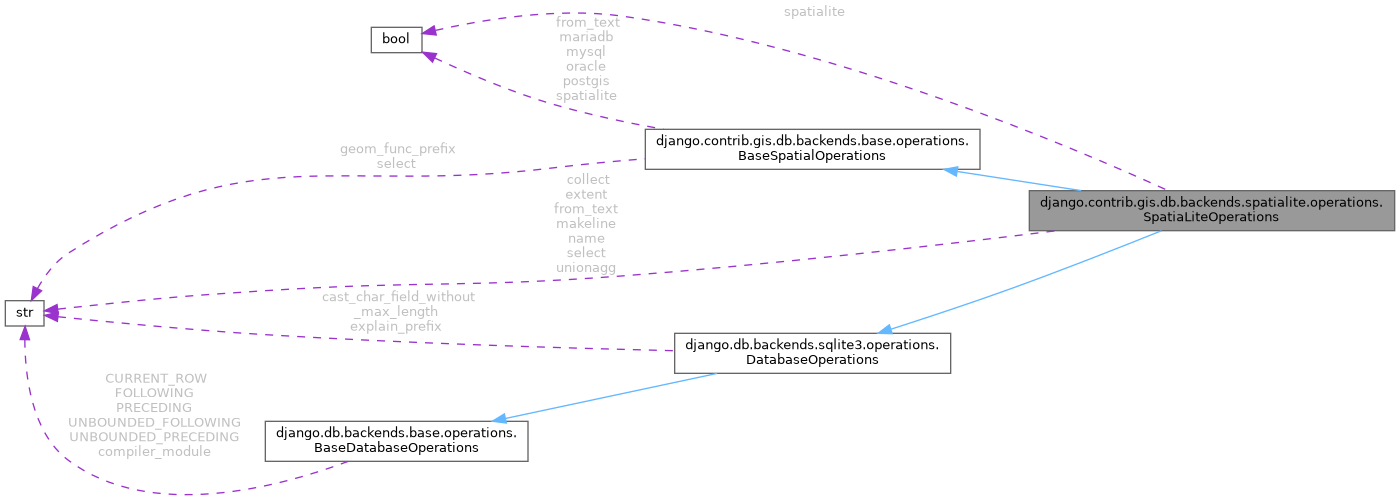 spatialite
from_text
mariadb
mysql
oracle
postgis
spatialite
bool
django.contrib.gis.db.backends.base.operations.
BaseSpatialOperations
geom_func_prefix
select
collect
extent
from_text
makeline
name
select
unionagg
django.contrib.gis.db.backends.spatialite.operations.
SpatiaLiteOperations
str
cast_char_field_without
_max_length
explain_prefix
django.db.backends.sqlite3.operations.
DatabaseOperations
CURRENT_ROW
FOLLOWING
PRECEDING
UNBOUNDED_FOLLOWING
UNBOUNDED_PRECEDING
compiler_module
django.db.backends.base.operations.
BaseDatabaseOperations